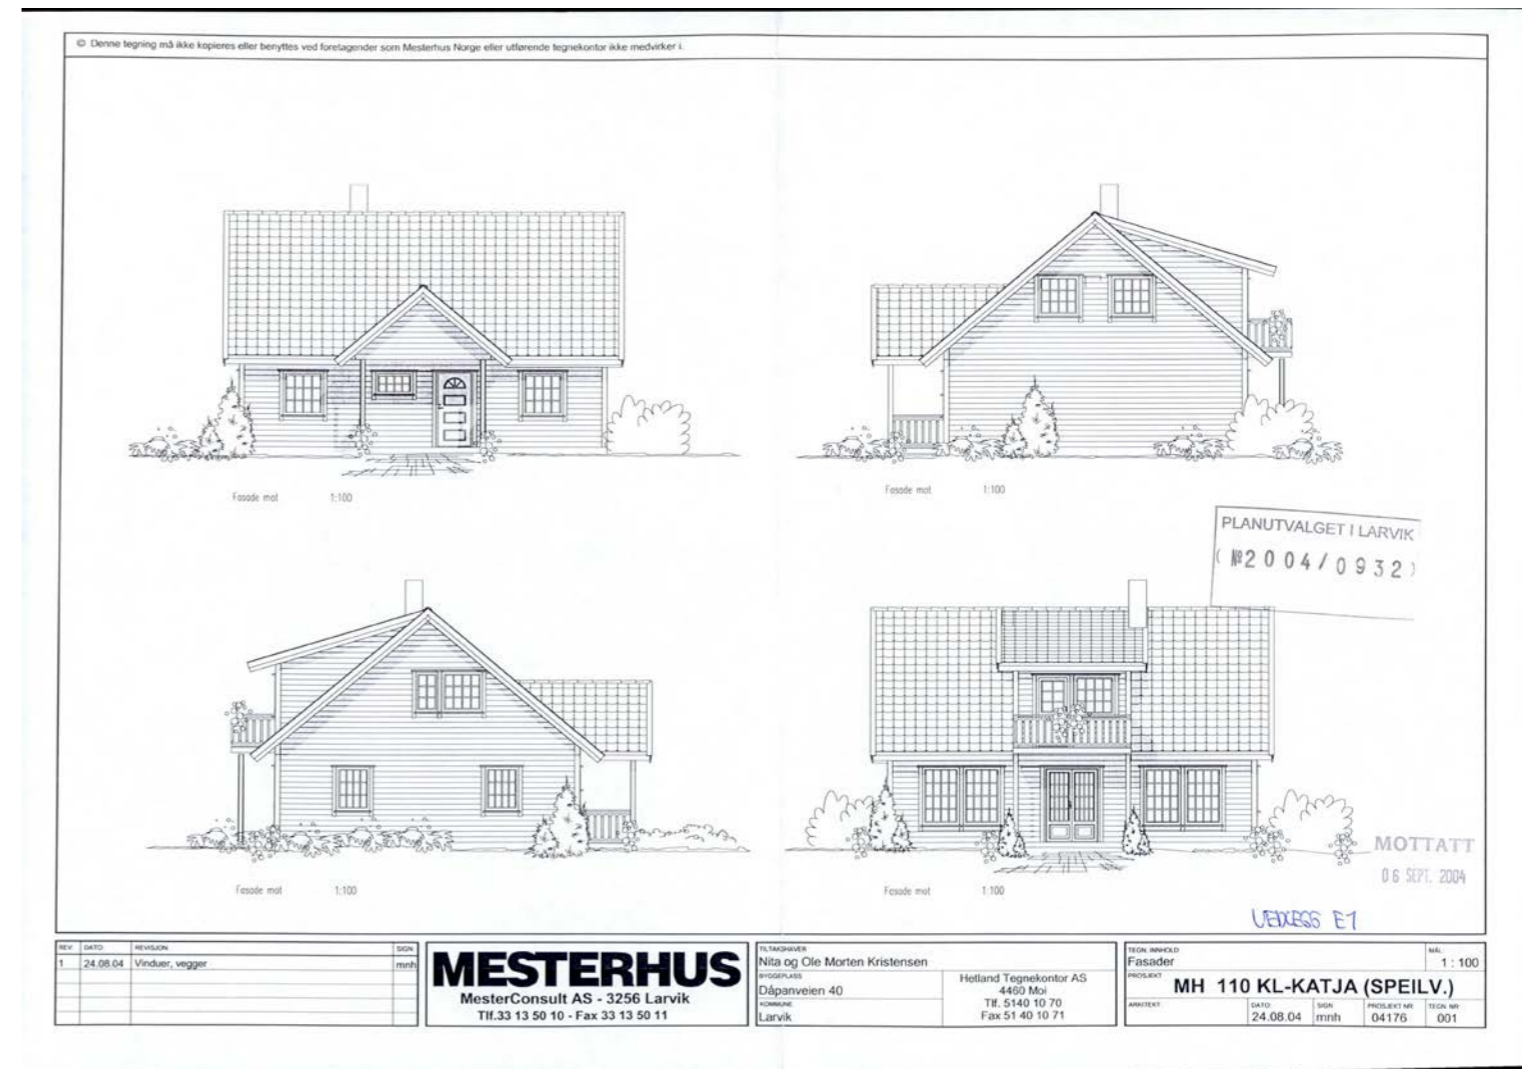 © Denne tegning må ikke kopieres eller benyttes ved foretagender som Mesterhus Norge eller utførende tegnekontor ikke medvirker i.
Fasade mot 1:100
Fasade mot 1:100
PLANUTVALGET I LARVIK
( № 2004/0932 )
Fasade mot 1:100
Fasade mot 1:100
MOTTATT
06 SEPT. 2004
VEDLEGG E1
REV. DATO REVISJON SIGN
1 24.08.04 Vinduer, vegger mnh
MESTERHUS
MesterConsult AS - 3256 Larvik
Tlf.33 13 50 10 - Fax 33 13 50 11
TILTAKSHAVER
Nita og Ole Morten Kristensen
BYGGEPLASS
Dåpanveien 40
KOMMUNE
Larvik
Hetland Tegnekontor AS
4460 Moi
Tlf. 5140 10 70
Fax 51 40 10 71
TEGN. INNHOLD MÅL
Fasader 1 : 100
PROSJEKT
MH 110 KL-KATJA (SPEILV.)
ARKITEKT DATO SIGN PROSJEKT NR TEGN. NR
24.08.04 mnh 04176 001